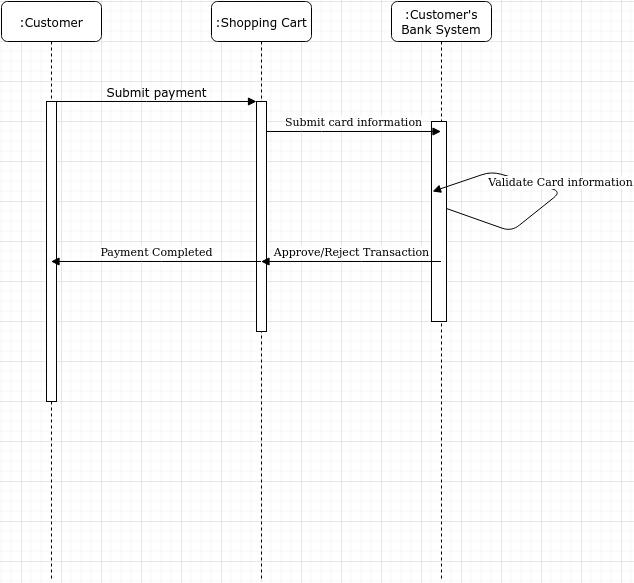 :Customer
:Shopping Cart
:Customer's
Bank System
Submit payment
Submit card information
Validate Card information
Payment Completed
Approve/Reject Transaction